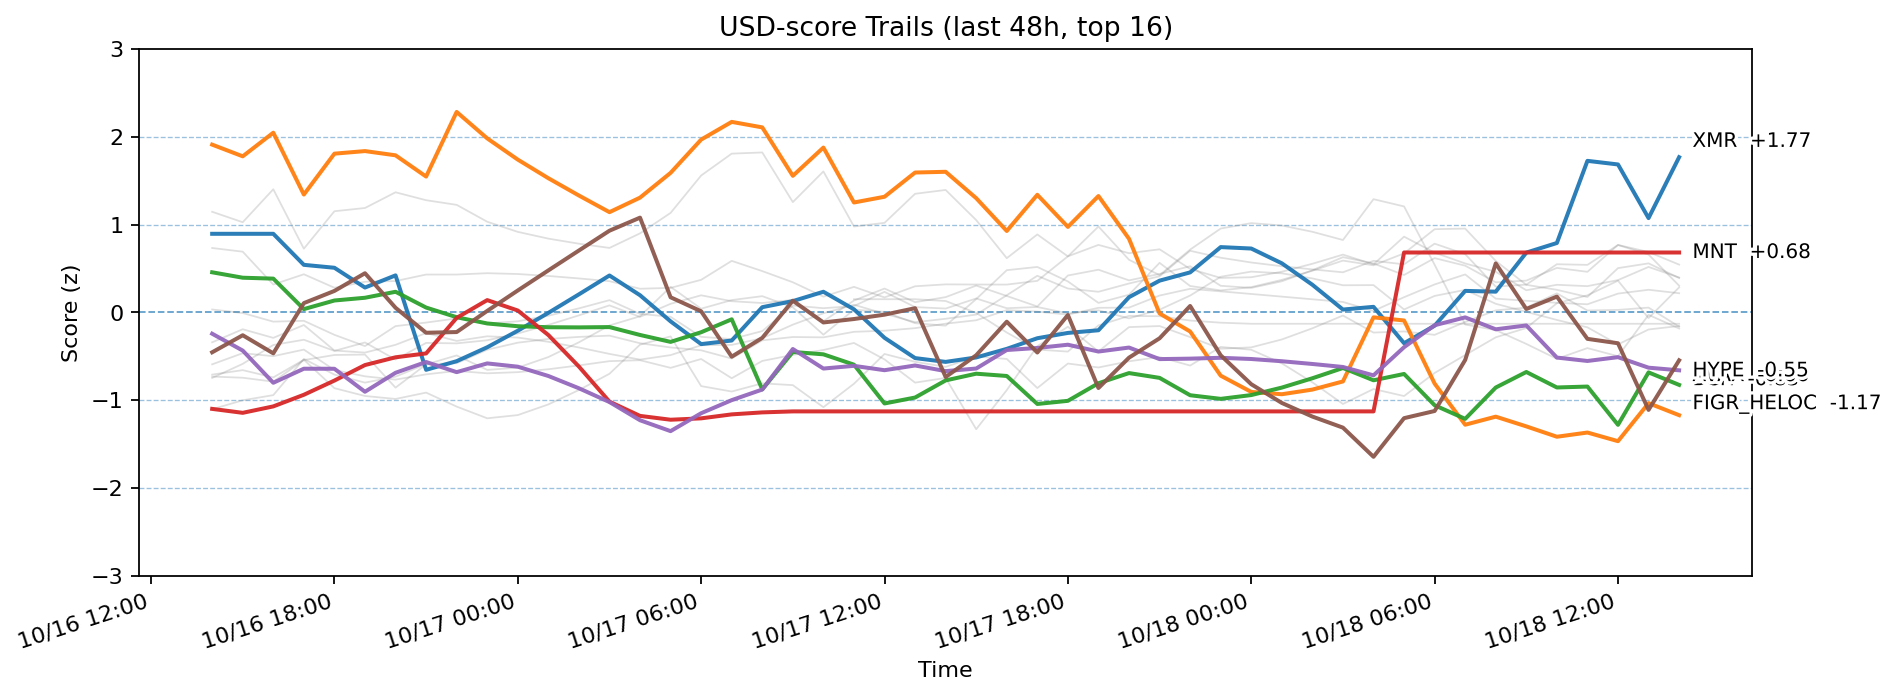 USD-score Trails (last 48h, top 16)
3
2
1
0
−1
−2
−3
Score (z)
XMR +1.77
MNT +0.68
HYPE -0.55
FIGR_HELOC -1.17
10/16 12:00
10/16 18:00
10/17 00:00
10/17 06:00
10/17 12:00
10/17 18:00
10/18 00:00
10/18 06:00
10/18 12:00
Time